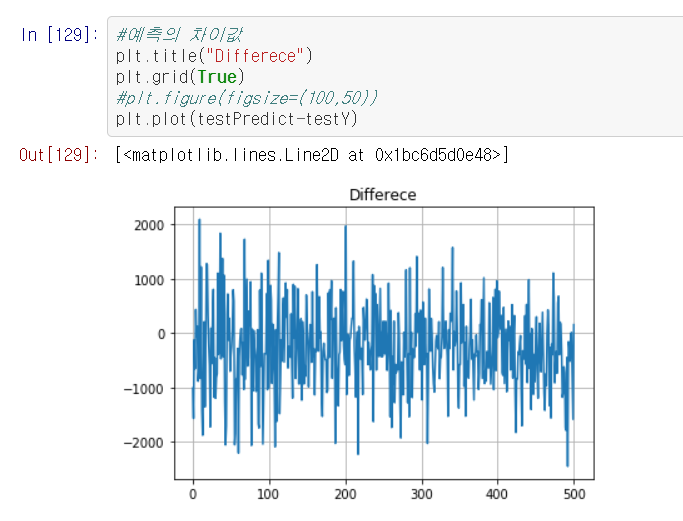 In [129]: #예측의 차이값
plt.title("Differece")
plt.grid(True)
#plt.figure(figsize=(100,50))
plt.plot(testPredict-testY)
Out[129]: [<matplotlib.lines.Line2D at 0x1bc6d5d0e48>]
Differece
2000
1000
0
−1000
−2000
0 100 200 300 400 500